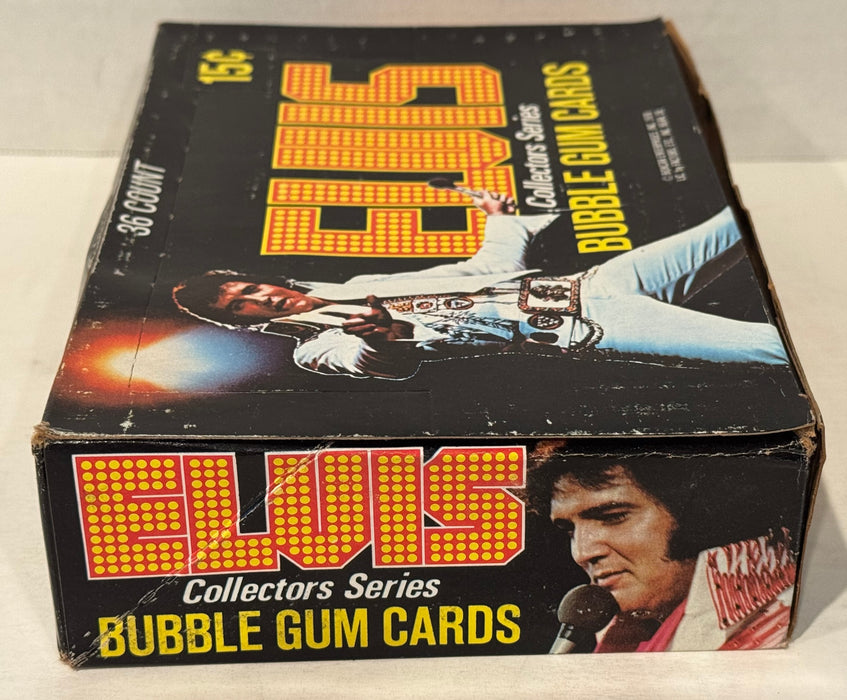 15¢
36 COUNT
ELVIS
Collectors Series
BUBBLE GUM CARDS
ELVIS
Collectors Series
BUBBLE GUM CARDS